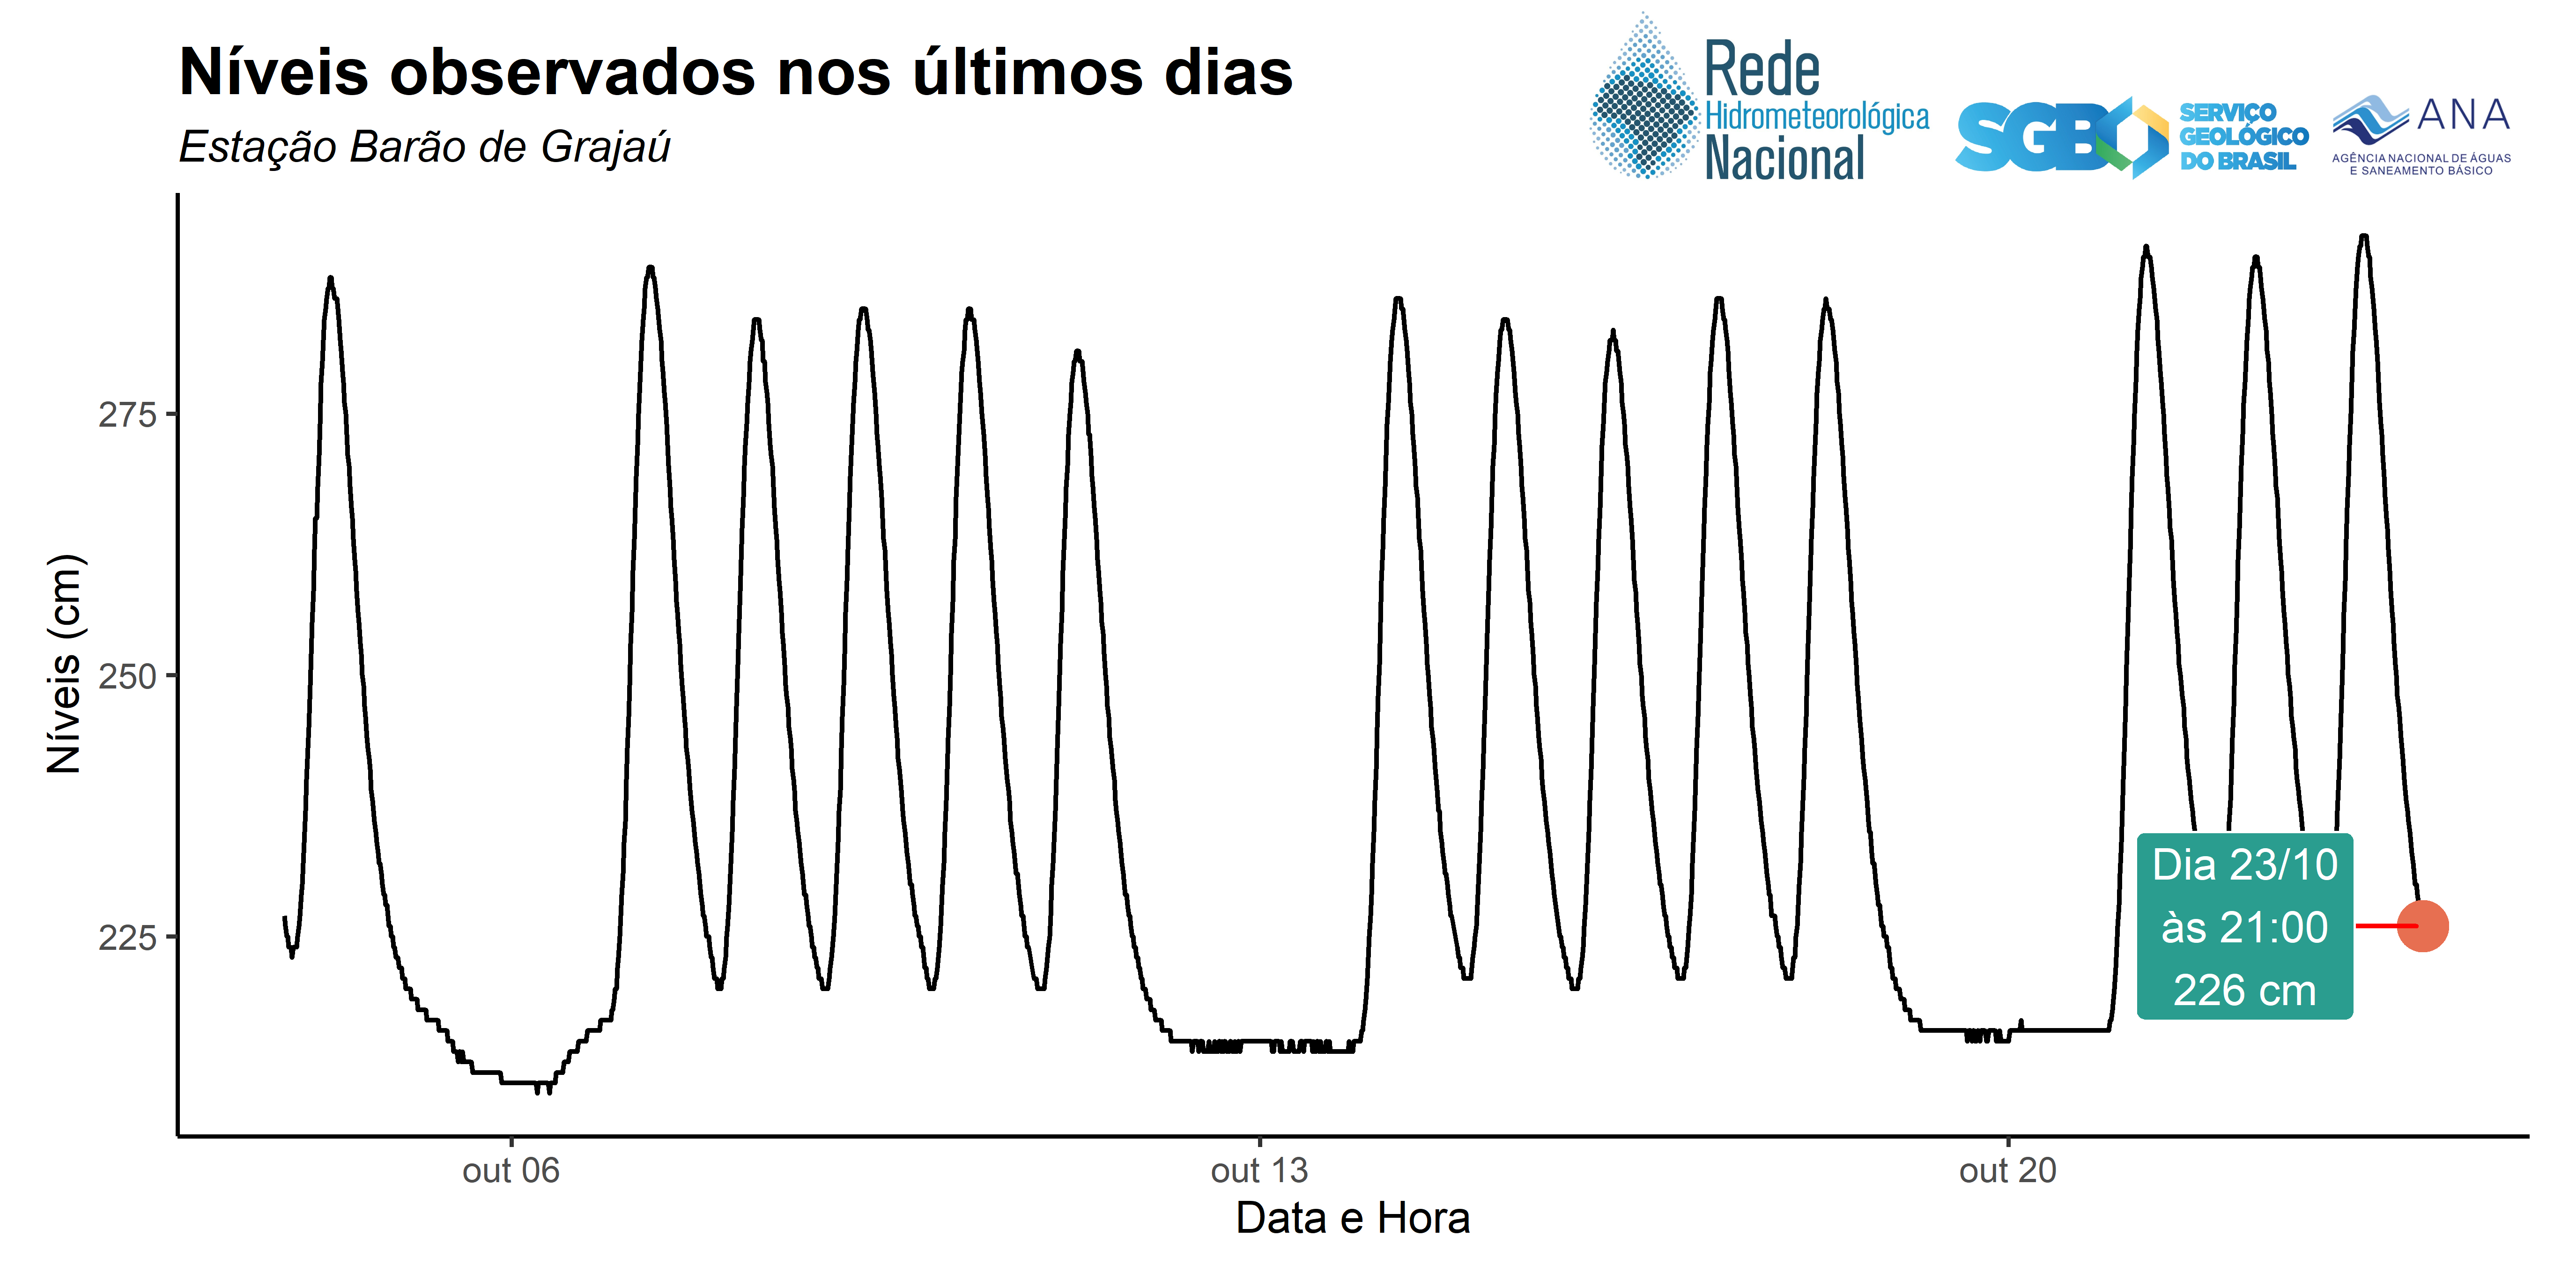 Níveis observados nos últimos dias
Estação Barão de Grajaú
Rede
Hidrometeorológica
Nacional
SGB
SERVIÇO
GEOLÓGICO
DO BRASIL
ANA
AGÊNCIA NACIONAL DE ÁGUAS
E SANEAMENTO BÁSICO
Níveis (cm)
275
250
225
Dia 23/10
às 21:00
226 cm
out 06
out 13
out 20
Data e Hora